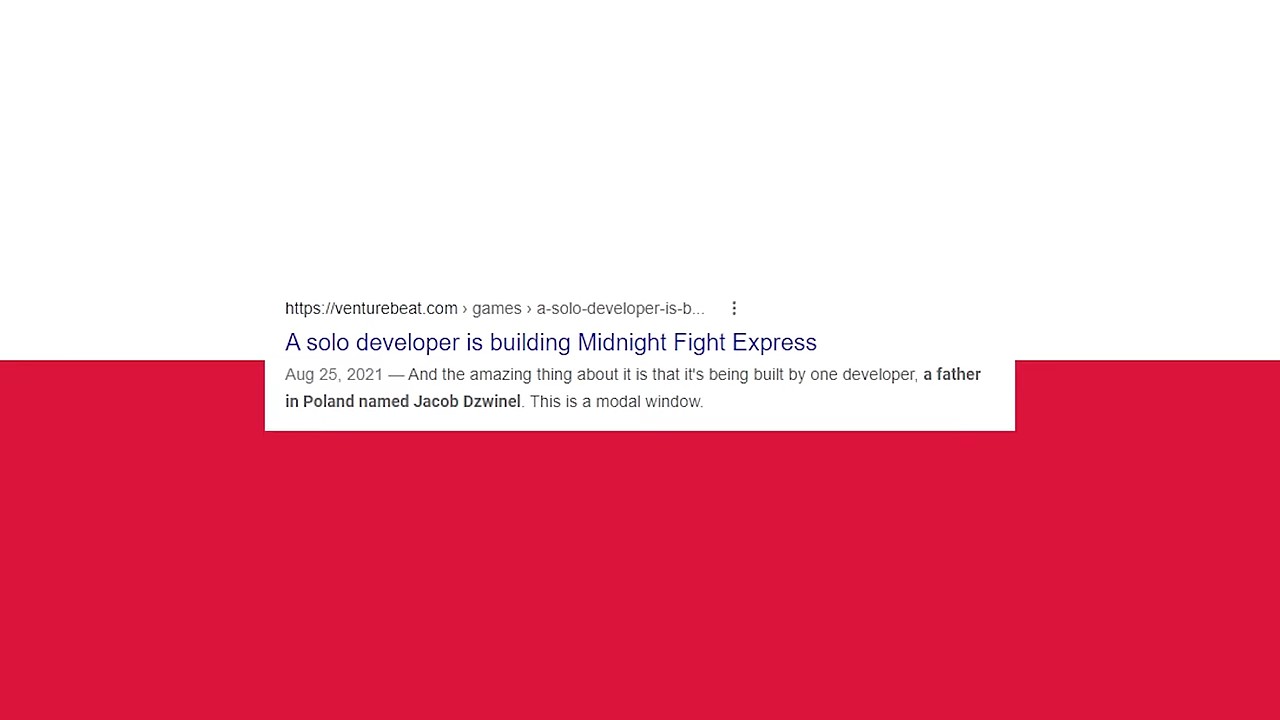 https://venturebeat.com › games › a-solo-developer-is-b...
A solo developer is building Midnight Fight Express
Aug 25, 2021 — And the amazing thing about it is that it's being built by one developer, a father
in Poland named Jacob Dzwinel. This is a modal window.